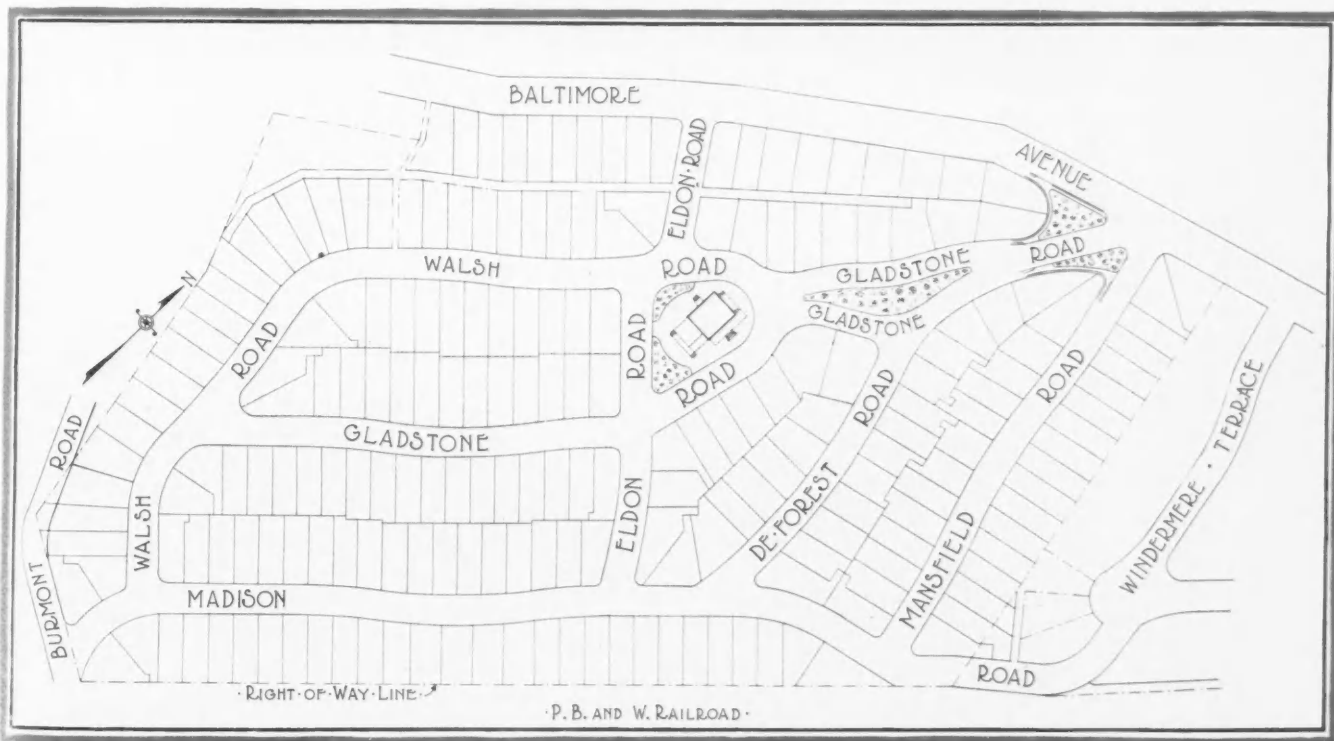 BALTIMORE
AVENUE
ELDON·ROAD
N
WALSH
ROAD
GLADSTONE
ROAD
GLADSTONE
ROAD
ROAD
ROAD
ROAD
ROAD
ROAD
WINDERMERE · TERRACE
ROAD
GLADSTONE
WALSH
ELDON
DE·FOREST
MANSFIELD
BURMONT
MADISON
ROAD
·RIGHT·OF·WAY·LINE·
·P. B. AND W. RAILROAD·